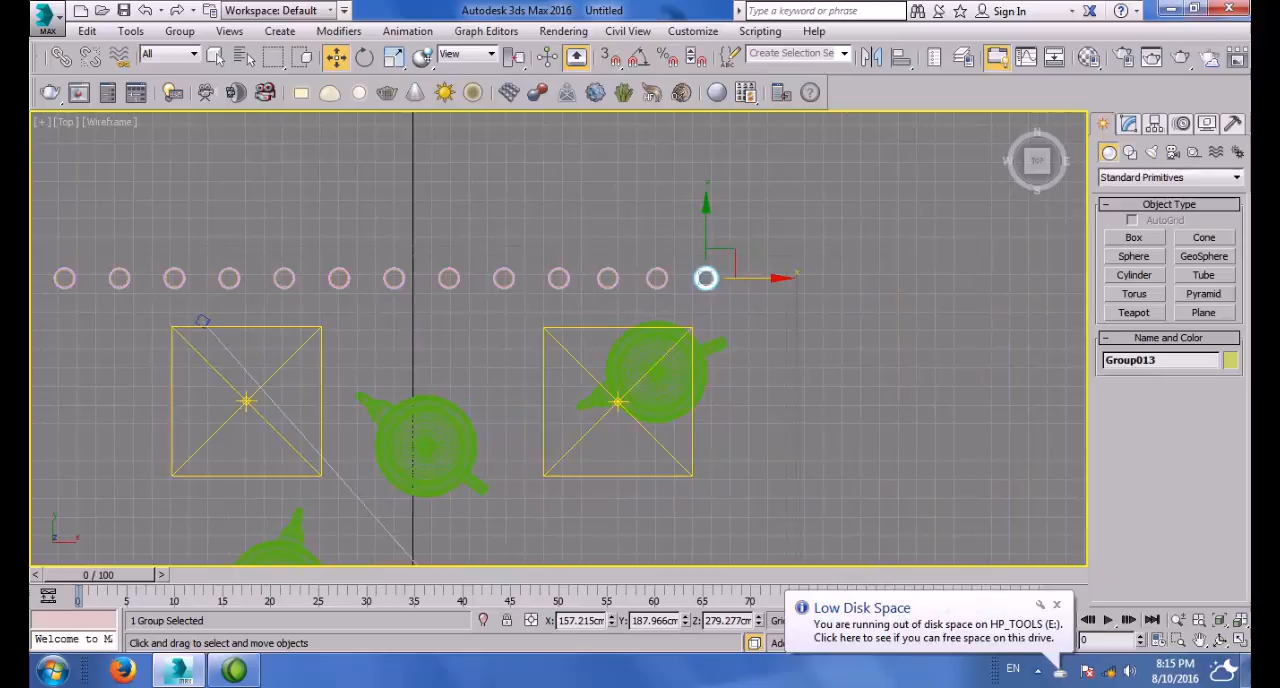 Workspace: Default
Autodesk 3ds Max 2016 Untitled
Type a keyword or phrase
Sign In
MAX
Edit Tools Group Views Create Modifiers Animation Graph Editors Rendering Civil View Customize Scripting Help
All
View
Create Selection Se
[+] [Top] [Wireframe]
N
W
TOP
E
S
Standard Primitives
Object Type
AutoGrid
Box Cone
Sphere GeoSphere
Cylinder Tube
Torus Pyramid
Teapot Plane
Name and Color
Group013
0 / 100
0 5 10 15 20 25 30 35 40 45 50 55 60 65 70
1 Group Selected
X: 157.215cm Y: 187.966cm Z: 279.277cm
Welcome to M
Click and drag to select and move objects
0
Low Disk Space
You are running out of disk space on HP_TOOLS (E:).
Click here to see if you can free space on this drive.
EN
8:15 PM
8/10/2016